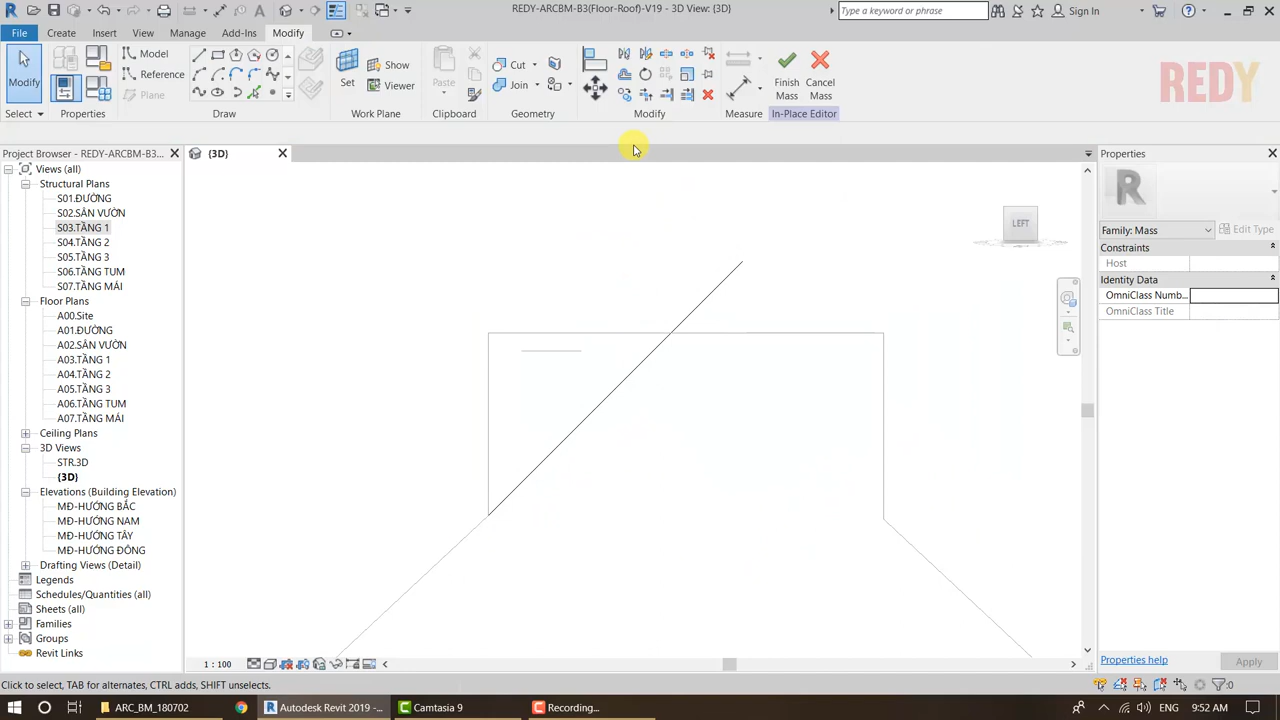 REDY-ARCBM-B3(Floor-Roof)-V19 - 3D View: {3D}
Type a keyword or phrase
Sign In
File Create Insert View Manage Add-Ins Modify
Modify
Select
Properties
Model
Reference
Plane
Draw
Set
Show
Viewer
Work Plane
Paste
Clipboard
Cut
Join
Geometry
Modify
Measure
Finish Mass
Cancel Mass
In-Place Editor
REDY
Project Browser - REDY-ARCBM-B3...
{3D}
Properties
Views (all)
Structural Plans
S01.ĐƯỜNG
S02.SÂN VƯỜN
S03.TẦNG 1
S04.TẦNG 2
S05.TẦNG 3
S06.TẦNG TUM
S07.TẦNG MÁI
Floor Plans
A00.Site
A01.ĐƯỜNG
A02.SÂN VƯỜN
A03.TẦNG 1
A04.TẦNG 2
A05.TẦNG 3
A06.TẦNG TUM
A07.TẦNG MÁI
Ceiling Plans
3D Views
STR.3D
{3D}
Elevations (Building Elevation)
MĐ-HƯỚNG BẮC
MĐ-HƯỚNG NAM
MĐ-HƯỚNG TÂY
MĐ-HƯỚNG ĐÔNG
Drafting Views (Detail)
Legends
Schedules/Quantities (all)
Sheets (all)
Families
Groups
Revit Links
LEFT
Family: Mass
Edit Type
Constraints
Host
Identity Data
OmniClass Numb...
OmniClass Title
Properties help
Apply
1 : 100
Click to select, TAB for alternates, CTRL adds, SHIFT unselects.
:0
ARC_BM_180702
Autodesk Revit 2019 -...
Camtasia 9
Recording...
ENG
9:52 AM